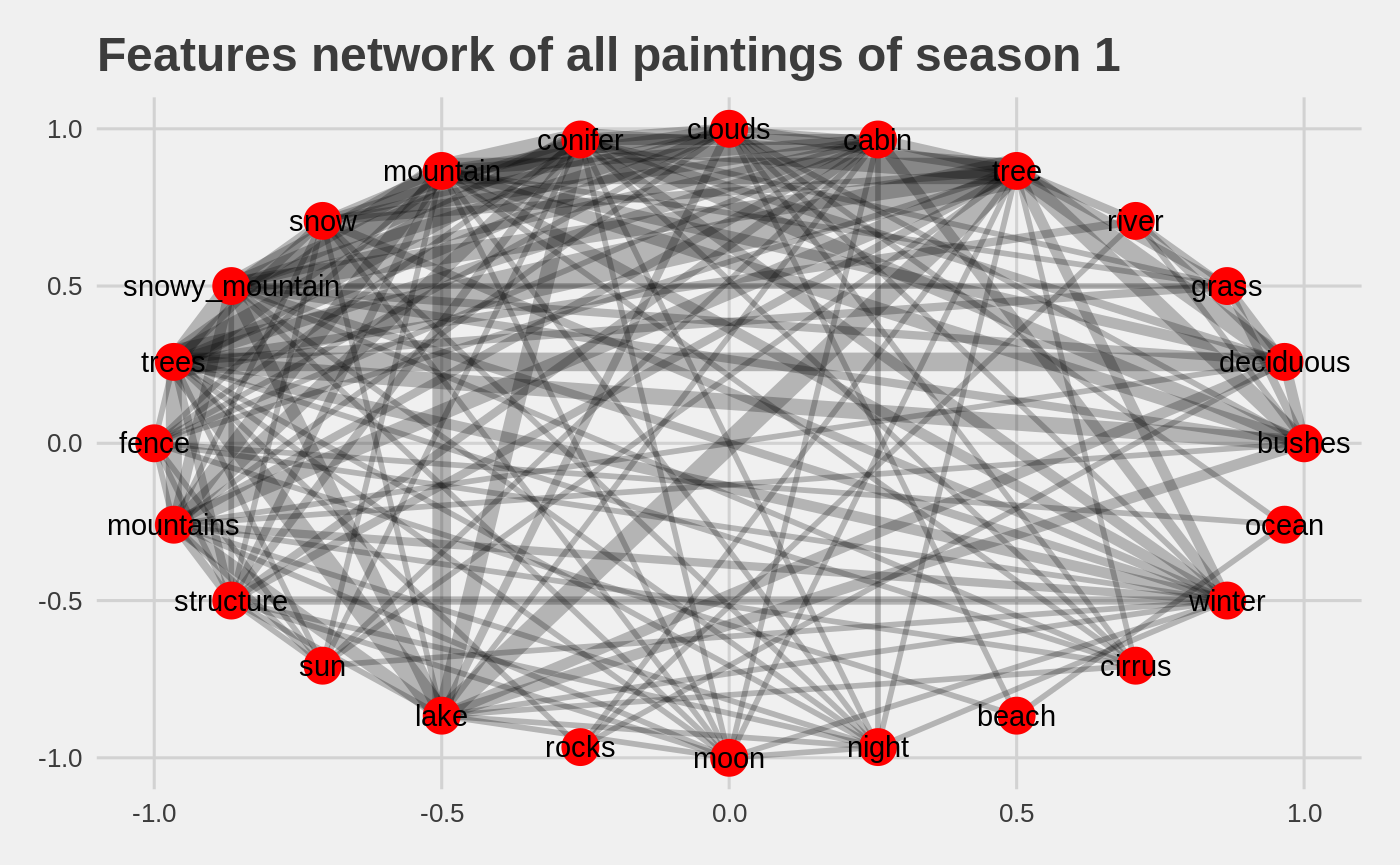 Features network of all paintings of season 1
1.0
0.5
0.0
-0.5
-1.0
clouds
conifer
cabin
mountain
tree
snow
river
snowy_mountain
grass
trees
deciduous
fence
bushes
mountains
ocean
structure
winter
sun
cirrus
lake
beach
rocks
night
moon
-1.0
-0.5
0.0
0.5
1.0